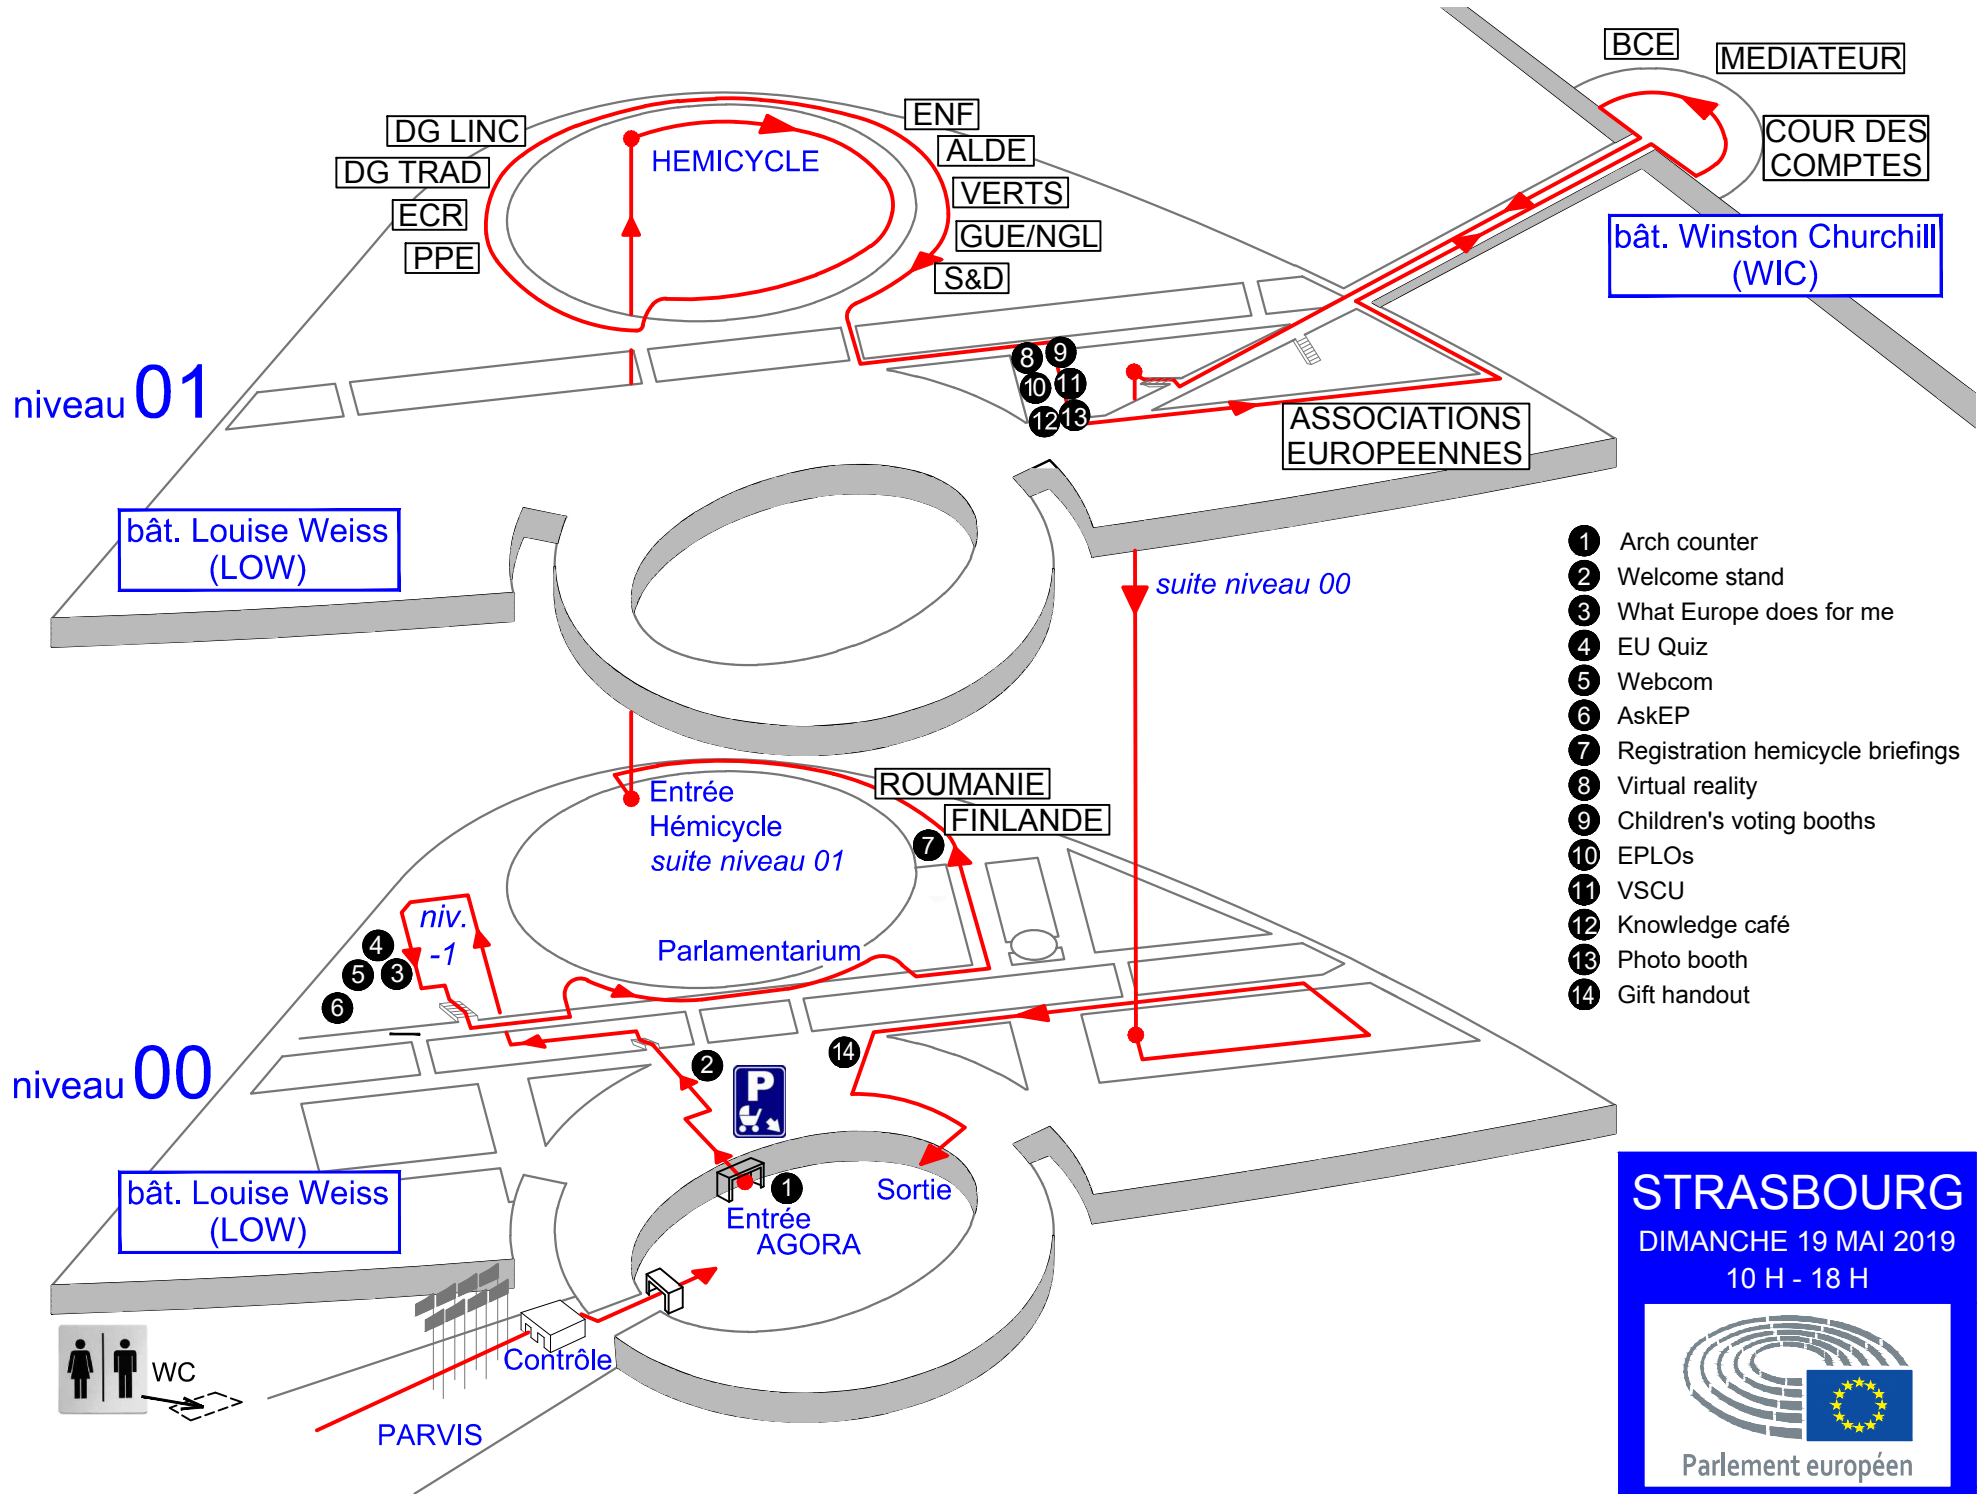 BCE
MEDIATEUR
ENF
DG LINC
ALDE
COUR DES
COMPTES
HEMICYCLE
DG TRAD
VERTS
ECR
GUE/NGL
bât. Winston Churchill
(WIC)
PPE
S&D
8
9
10
11
12
13
niveau 01
ASSOCIATIONS
EUROPEENNES
bât. Louise Weiss
(LOW)
suite niveau 00
1 Arch counter
2 Welcome stand
3 What Europe does for me
4 EU Quiz
5 Webcom
6 AskEP
7 Registration hemicycle briefings
8 Virtual reality
9 Children's voting booths
10 EPLOs
11 VSCU
12 Knowledge café
13 Photo booth
14 Gift handout
ROUMANIE
FINLANDE
Entrée
Hémicycle
suite niveau 01
7
niv.
-1
Parlamentarium
4
5
3
6
niveau 00
2
14
P
bât. Louise Weiss
(LOW)
1
Sortie
Entrée
AGORA
Contrôle
WC
PARVIS
STRASBOURG
DIMANCHE 19 MAI 2019
10 H - 18 H
Parlement européen